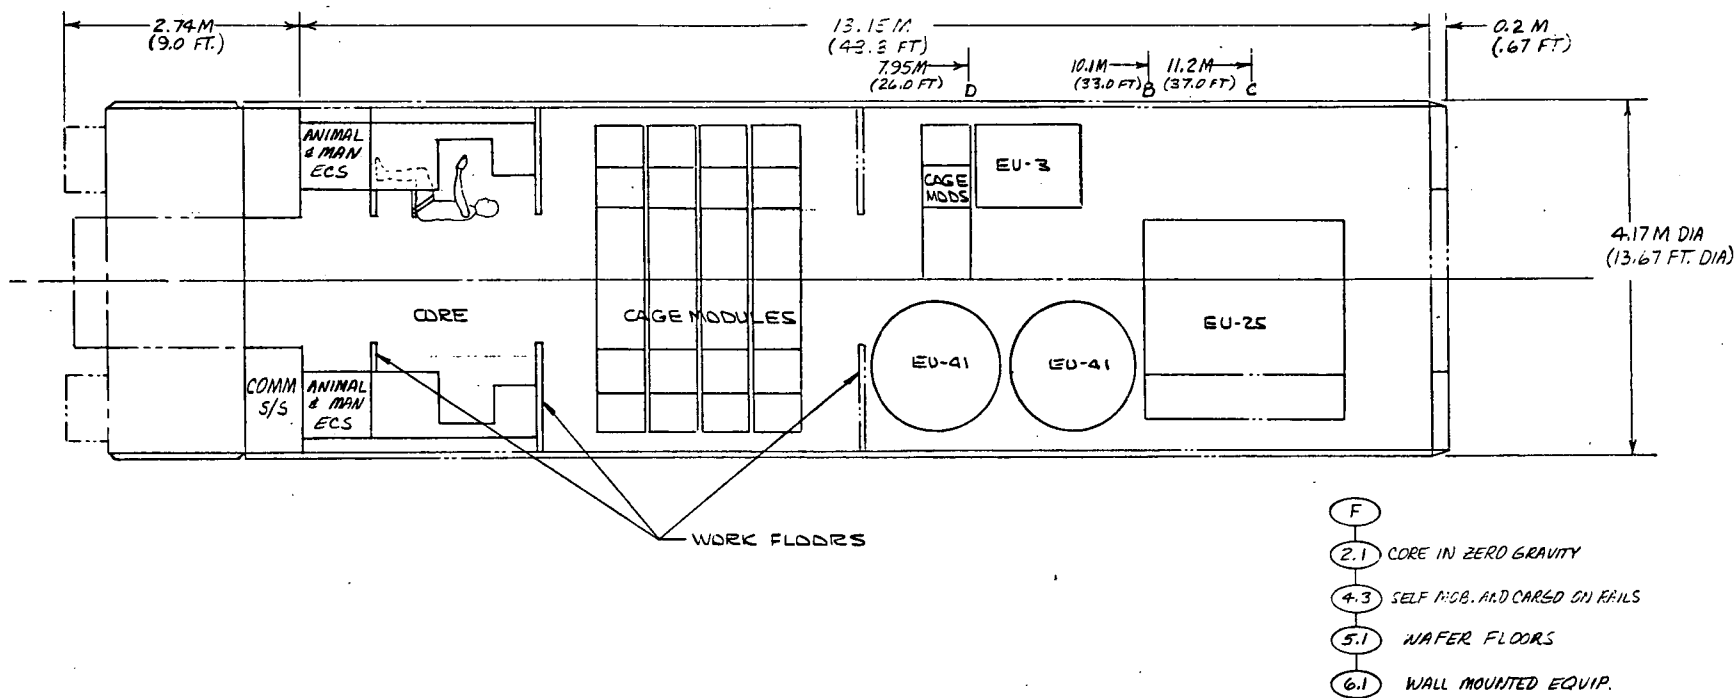 2.74 M
(9.0 FT.)
13.15 M
(43.3 FT)
0.2 M
(.67 FT)
7.95M
(26.0 FT)
D
10.1M
(33.0 FT)
B
11.2M
(37.0 FT)
C
ANIMAL
& MAN
ECS
CAGE
MODS
EU-3
4.17 M DIA
(13.67 FT. DIA)
CORE
CAGE MODULES
EU-41
EU-41
EU-25
COMM
S/S
ANIMAL
& MAN
ECS
WORK FLOORS
F
2.1 CORE IN ZERO GRAVITY
4.3 SELF MOB. AND CARGO ON RAILS
5.1 WAFER FLOORS
6.1 WALL MOUNTED EQUIP.